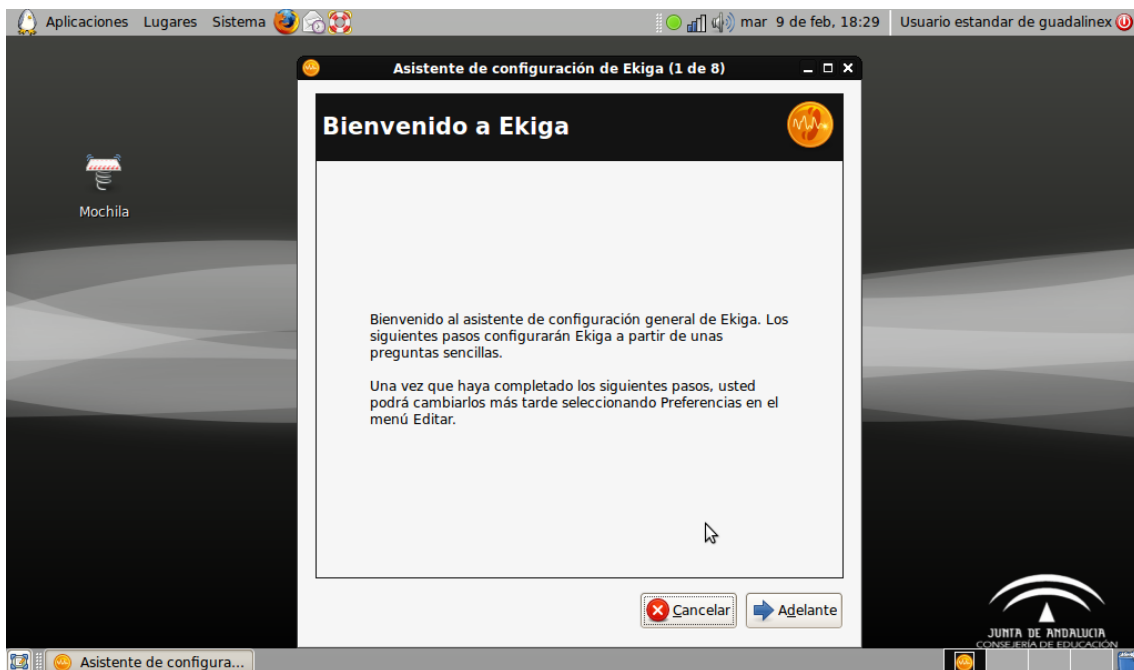 Aplicaciones Lugares Sistema mar 9 de feb, 18:29 Usuario estandar de guadalinex
Asistente de configuración de Ekiga (1 de 8)
Bienvenido a Ekiga
Mochila
Bienvenido al asistente de configuración general de Ekiga. Los
siguientes pasos configurarán Ekiga a partir de unas
preguntas sencillas.
Una vez que haya completado los siguientes pasos, usted
podrá cambiarlos más tarde seleccionando Preferencias en el
menú Editar.
Cancelar Adelante
JUNTA DE ANDALUCIA
CONSEJERÍA DE EDUCACIÓN
Asistente de configura...